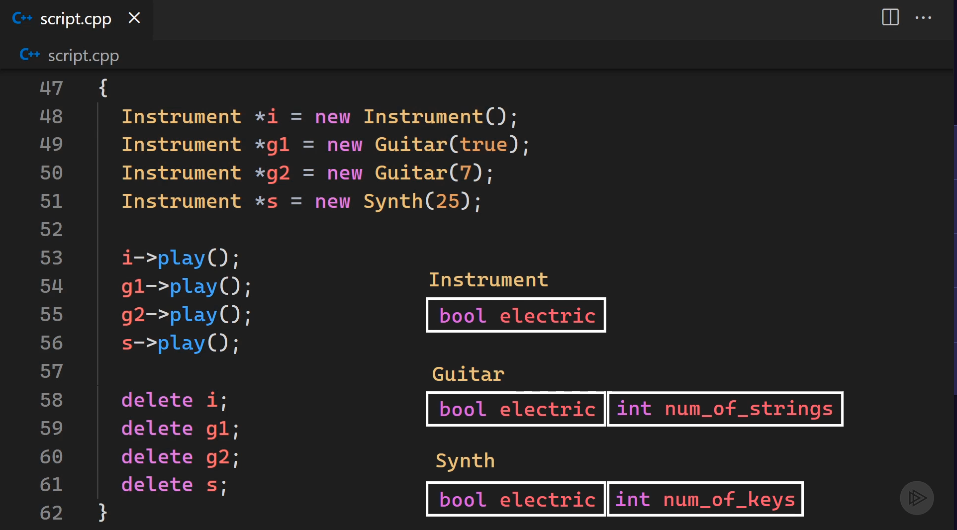 script.cpp
script.cpp
47 {
48 Instrument *i = new Instrument();
49 Instrument *g1 = new Guitar(true);
50 Instrument *g2 = new Guitar(7);
51 Instrument *s = new Synth(25);
52
53 i->play();
54 g1->play();
55 g2->play();
56 s->play();
57
58 delete i;
59 delete g1;
60 delete g2;
61 delete s;
62 }
Instrument
bool electric
Guitar
bool electric int num_of_strings
Synth
bool electric int num_of_keys